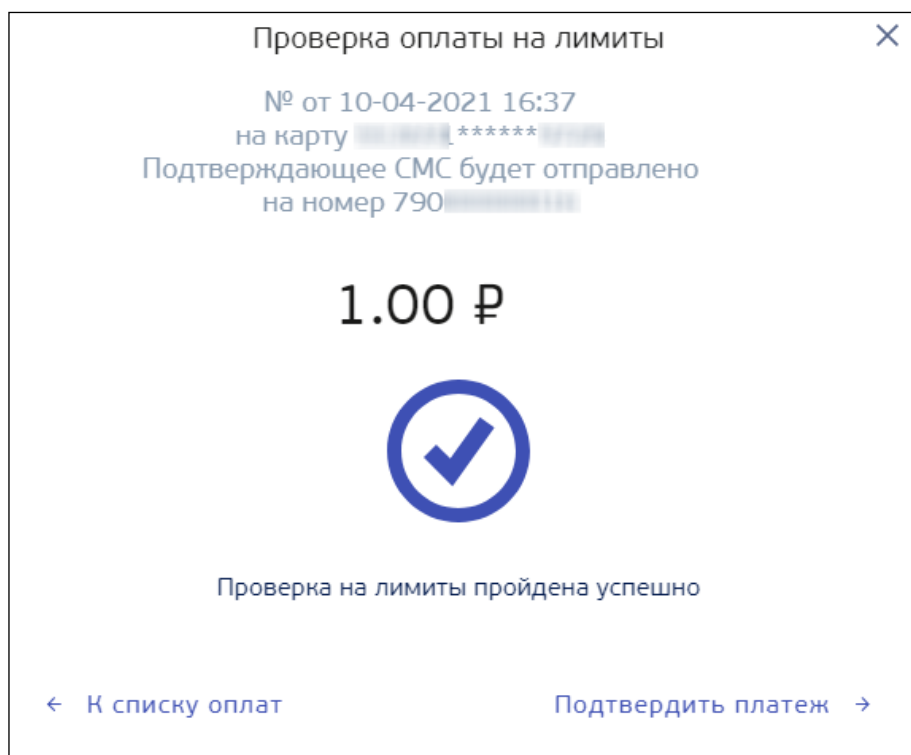 Проверка оплаты на лимиты
№ от 10-04-2021 16:37
на карту ******
Подтверждающее СМС будет отправлено
на номер 790
1.00 ₽
Проверка на лимиты пройдена успешно
← К списку оплат
Подтвердить платеж →